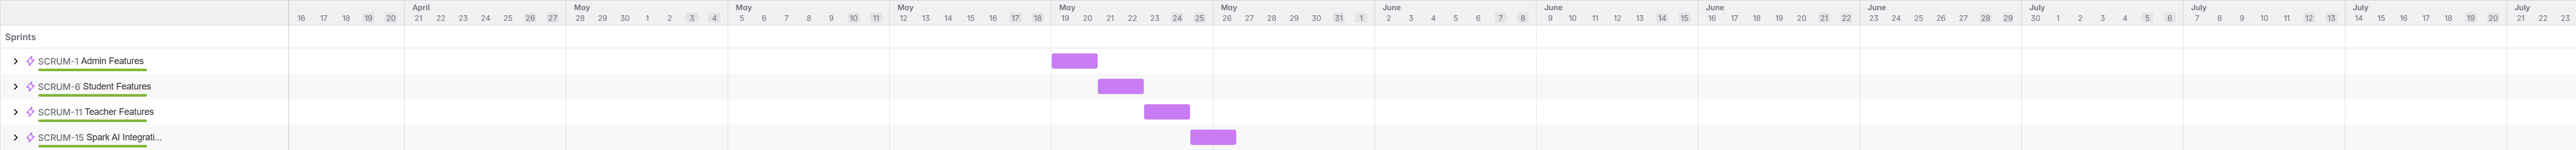 April May May May May May June June June June July July July
16 17 18 19 20 21 22 23 24 25 26 27 28 29 30 1 2 3 4 5 6 7 8 9 10 11 12 13 14 15 16 17 18 19 20 21 22 23 24 25 26 27 28 29 30 31 1 2 3 4 5 6 7 8 9 10 11 12 13 14 15 16 17 18 19 20 21 22 23 24 25 26 27 28 29 30 1 2 3 4 5 6 7 8 9 10 11 12 13 14 15 16 17 18 19 20 21 22 23
Sprints
SCRUM-1 Admin Features
SCRUM-6 Student Features
SCRUM-11 Teacher Features
SCRUM-15 Spark AI Integrati...